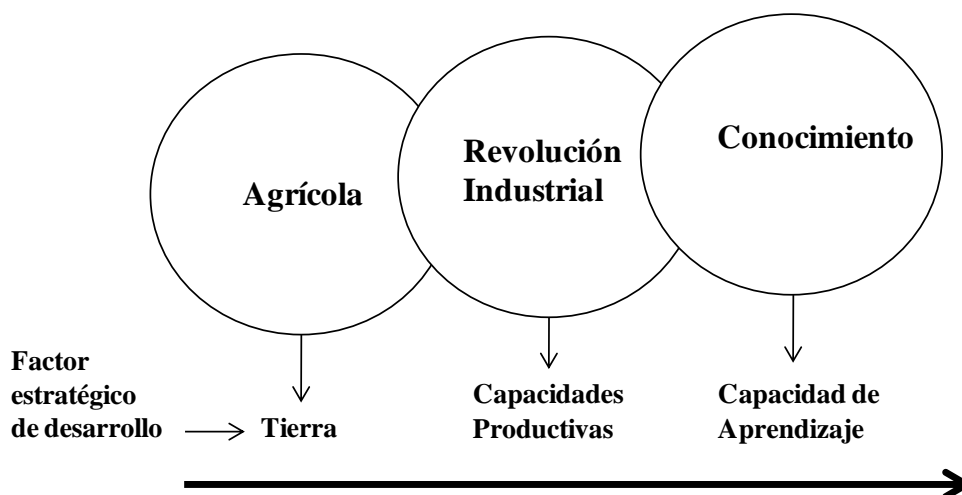 Agrícola
Revolución
Industrial
Conocimiento
Factor
estratégico
de desarrollo
Tierra
Capacidades
Productivas
Capacidad de
Aprendizaje